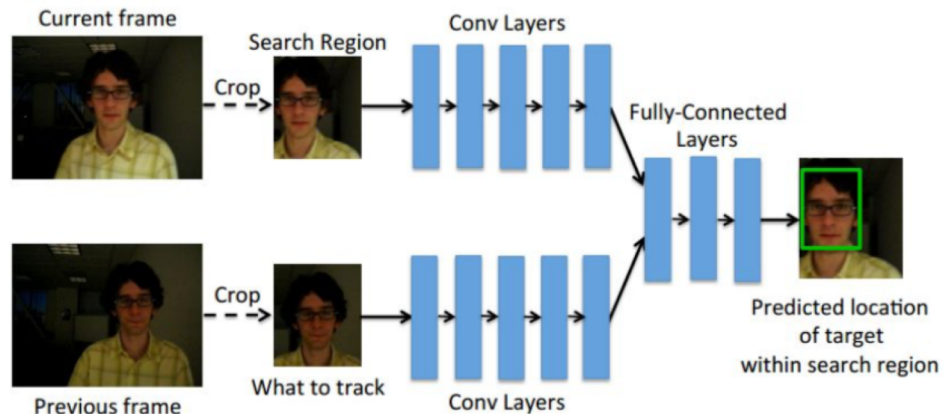 Current frame
Crop
Search Region
Conv Layers
Fully-Connected
Layers
Crop
What to track
Previous frame
Conv Layers
Predicted location
of target
within search region